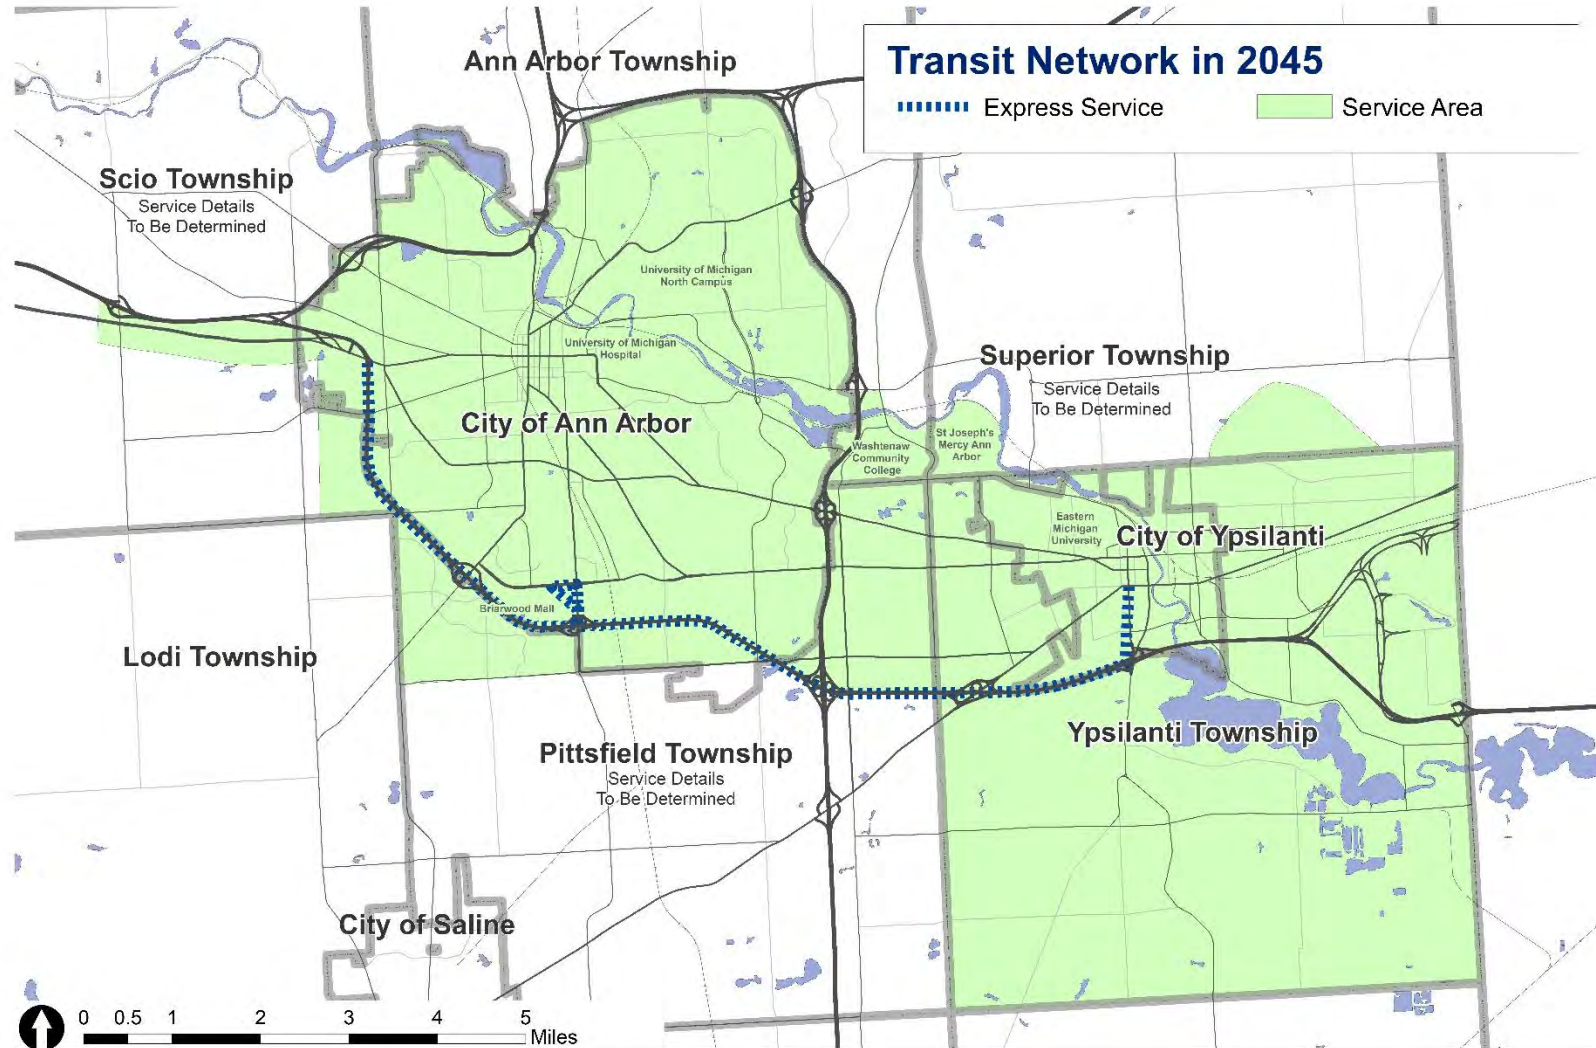 Transit Network in 2045
Express Service
Service Area
Ann Arbor Township
Scio Township
Service Details
To Be Determined
University of Michigan
North Campus
University of Michigan
Hospital
Superior Township
Service Details
To Be Determined
City of Ann Arbor
Washtenaw
Community
College
St Joseph's
Mercy Ann
Arbor
Eastern
Michigan
University
City of Ypsilanti
Briarwood Mall
Lodi Township
Ypsilanti Township
Pittsfield Township
Service Details
To Be Determined
City of Saline
0 0.5 1 2 3 4 5
Miles